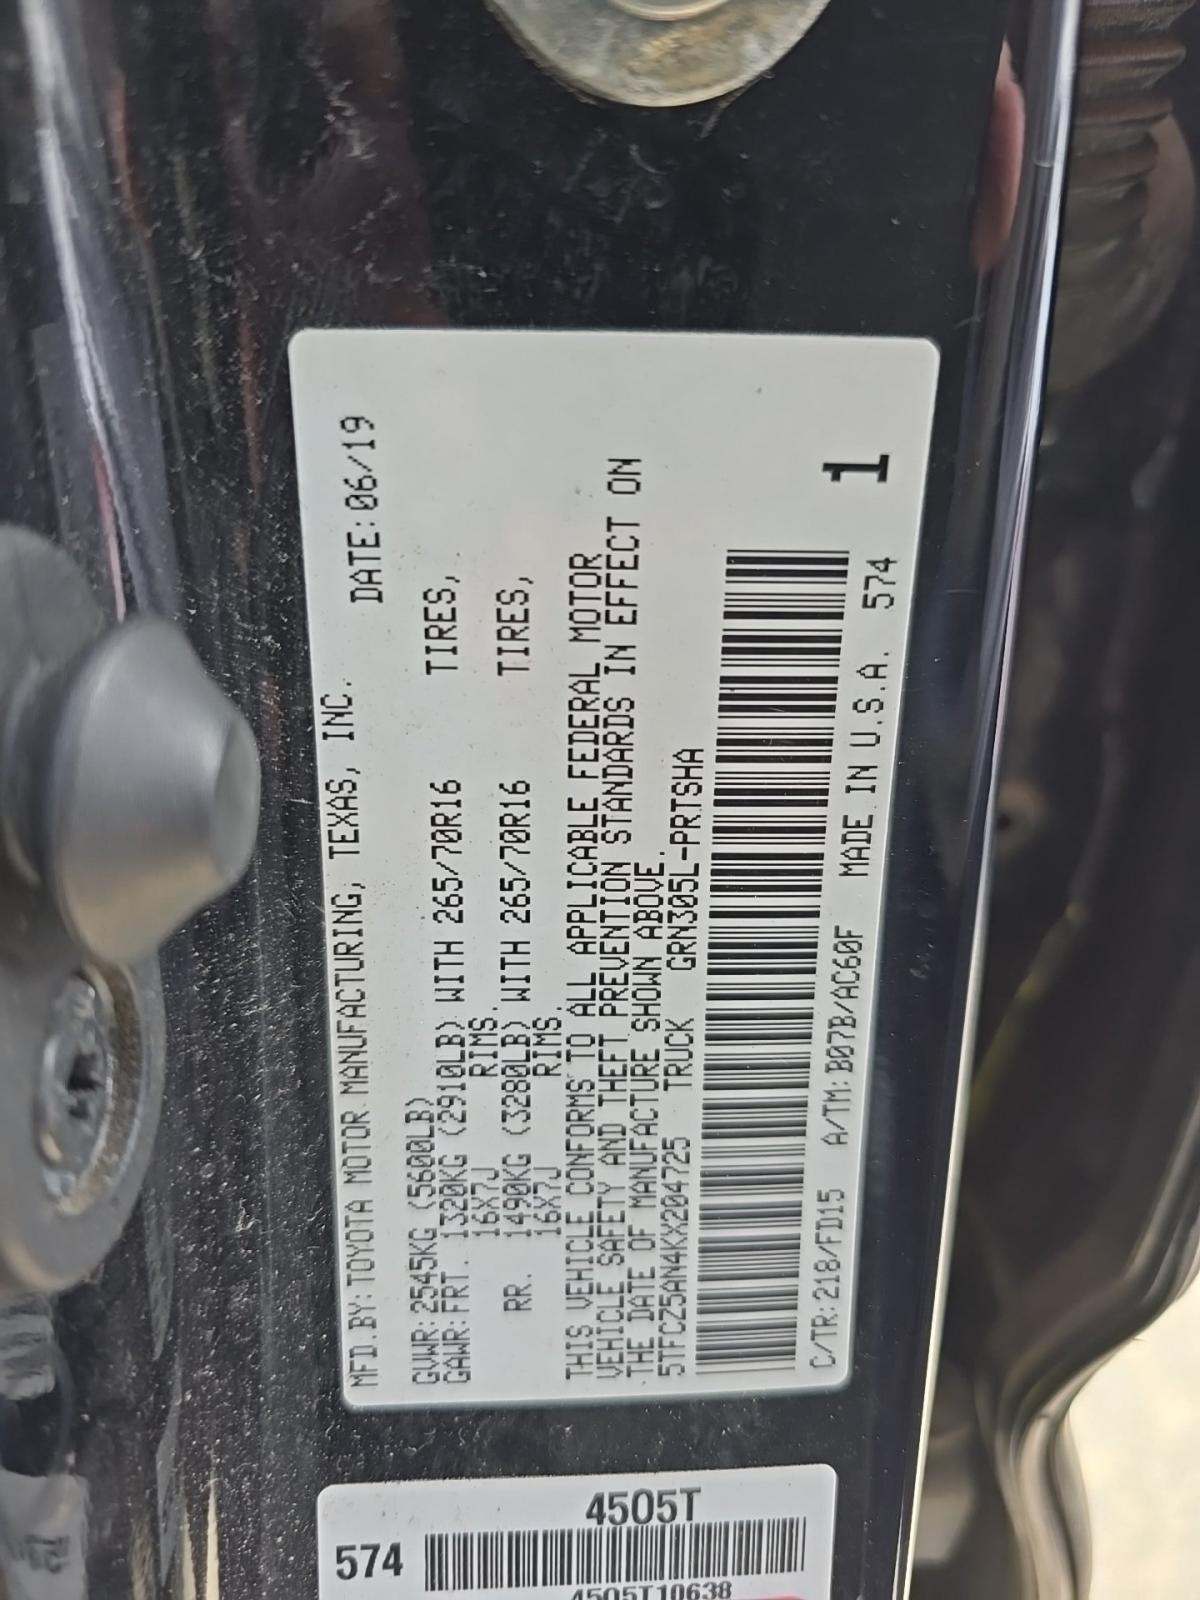 MFD.BY:TOYOTA MOTOR MANUFACTURING, TEXAS, INC.
DATE:06/19
GVWR:2545KG (5600LB)
GAWR:FRT. 1320KG (2910LB) WITH 265/70R16 TIRES,
16X7J RIMS.
RR. 1490KG (3280LB) WITH 265/70R16 TIRES,
16X7J RIMS.
THIS VEHICLE CONFORMS TO ALL APPLICABLE FEDERAL MOTOR
VEHICLE SAFETY AND THEFT PREVENTION STANDARDS IN EFFECT ON
THE DATE OF MANUFACTURE SHOWN ABOVE.
5TFCZ5AN4KX204725 TRUCK GRN305L-PRTSHA
1
C/TR:218/FD15 A/TM:B07B/AC60F MADE IN U.S.A. 574
4505T
574
4505T10638